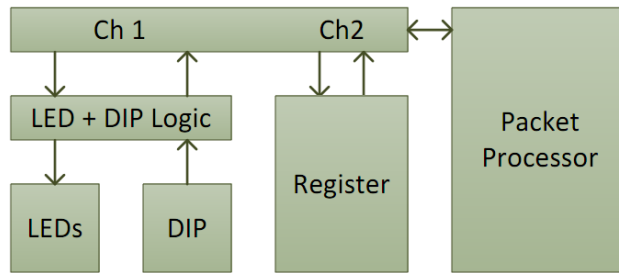 Ch 1
Ch2
LED + DIP Logic
Packet
Processor
Register
LEDs
DIP